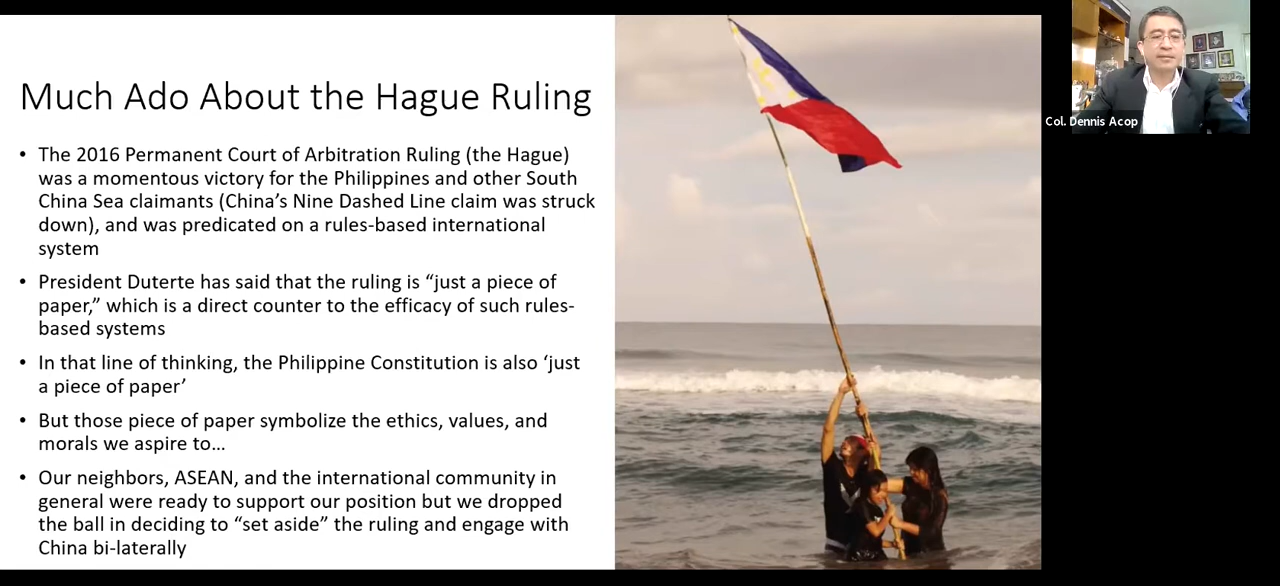 Much Ado About the Hague Ruling
• The 2016 Permanent Court of Arbitration Ruling (the Hague)
was a momentous victory for the Philippines and other South
China Sea claimants (China’s Nine Dashed Line claim was struck
down), and was predicated on a rules-based international
system
• President Duterte has said that the ruling is “just a piece of
paper,” which is a direct counter to the efficacy of such rules-
based systems
• In that line of thinking, the Philippine Constitution is also ‘just
a piece of paper’
• But those piece of paper symbolize the ethics, values, and
morals we aspire to…
• Our neighbors, ASEAN, and the international community in
general were ready to support our position but we dropped
the ball in deciding to “set aside” the ruling and engage with
China bi-laterally
Col. Dennis Acop